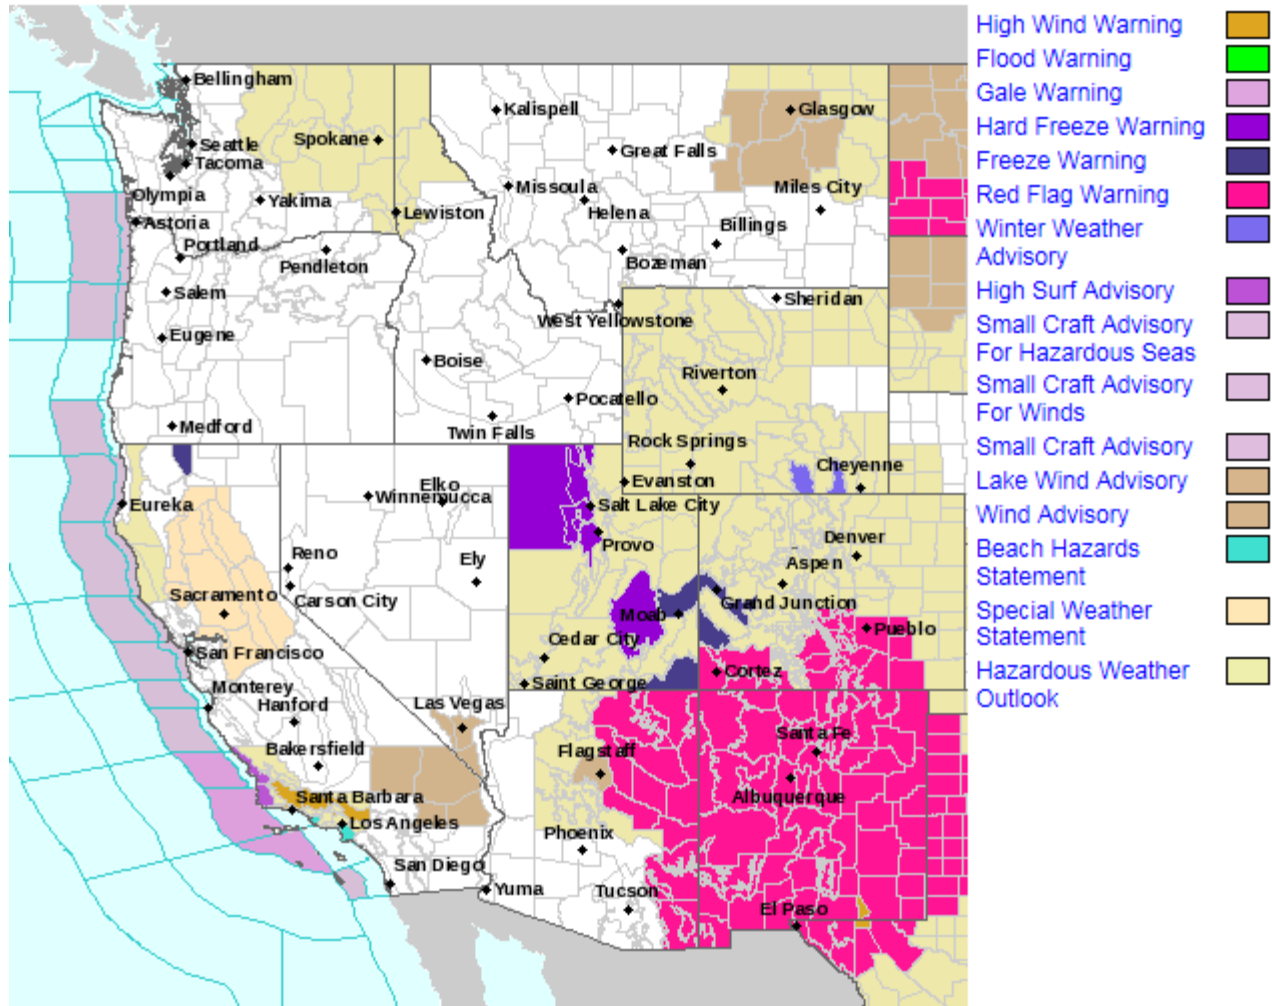 High Wind Warning
Flood Warning
Gale Warning
Hard Freeze Warning
Freeze Warning
Red Flag Warning
Winter Weather
Advisory
High Surf Advisory
Small Craft Advisory
For Hazardous Seas
Small Craft Advisory
For Winds
Small Craft Advisory
Lake Wind Advisory
Wind Advisory
Beach Hazards
Statement
Special Weather
Statement
Hazardous Weather
Outlook
Bellingham
Kalispell
Glasgow
Spokane
Seattle
Great Falls
Tacoma
Olympia
Yakima
Missoula
Miles City
Lewiston
Helena
Astoria
Billings
Portland
Pendleton
Bozeman
Salem
Sheridan
West Yellowstone
Eugene
Boise
Riverton
Pocatello
Medford
Twin Falls
Rock Springs
Cheyenne
Evanston
Elko
Winnemucca
Eureka
Salt Lake City
Provo
Denver
Reno
Ely
Aspen
Sacramento
Carson City
Grand Junction
Moab
Pueblo
Cedar City
San Francisco
Cortez
Saint George
Monterey
Hanford
Las Vegas
Santa Fe
Bakersfield
Flagstaff
Santa Barbara
Albuquerque
Los Angeles
Phoenix
San Diego
Yuma
Tucson
El Paso